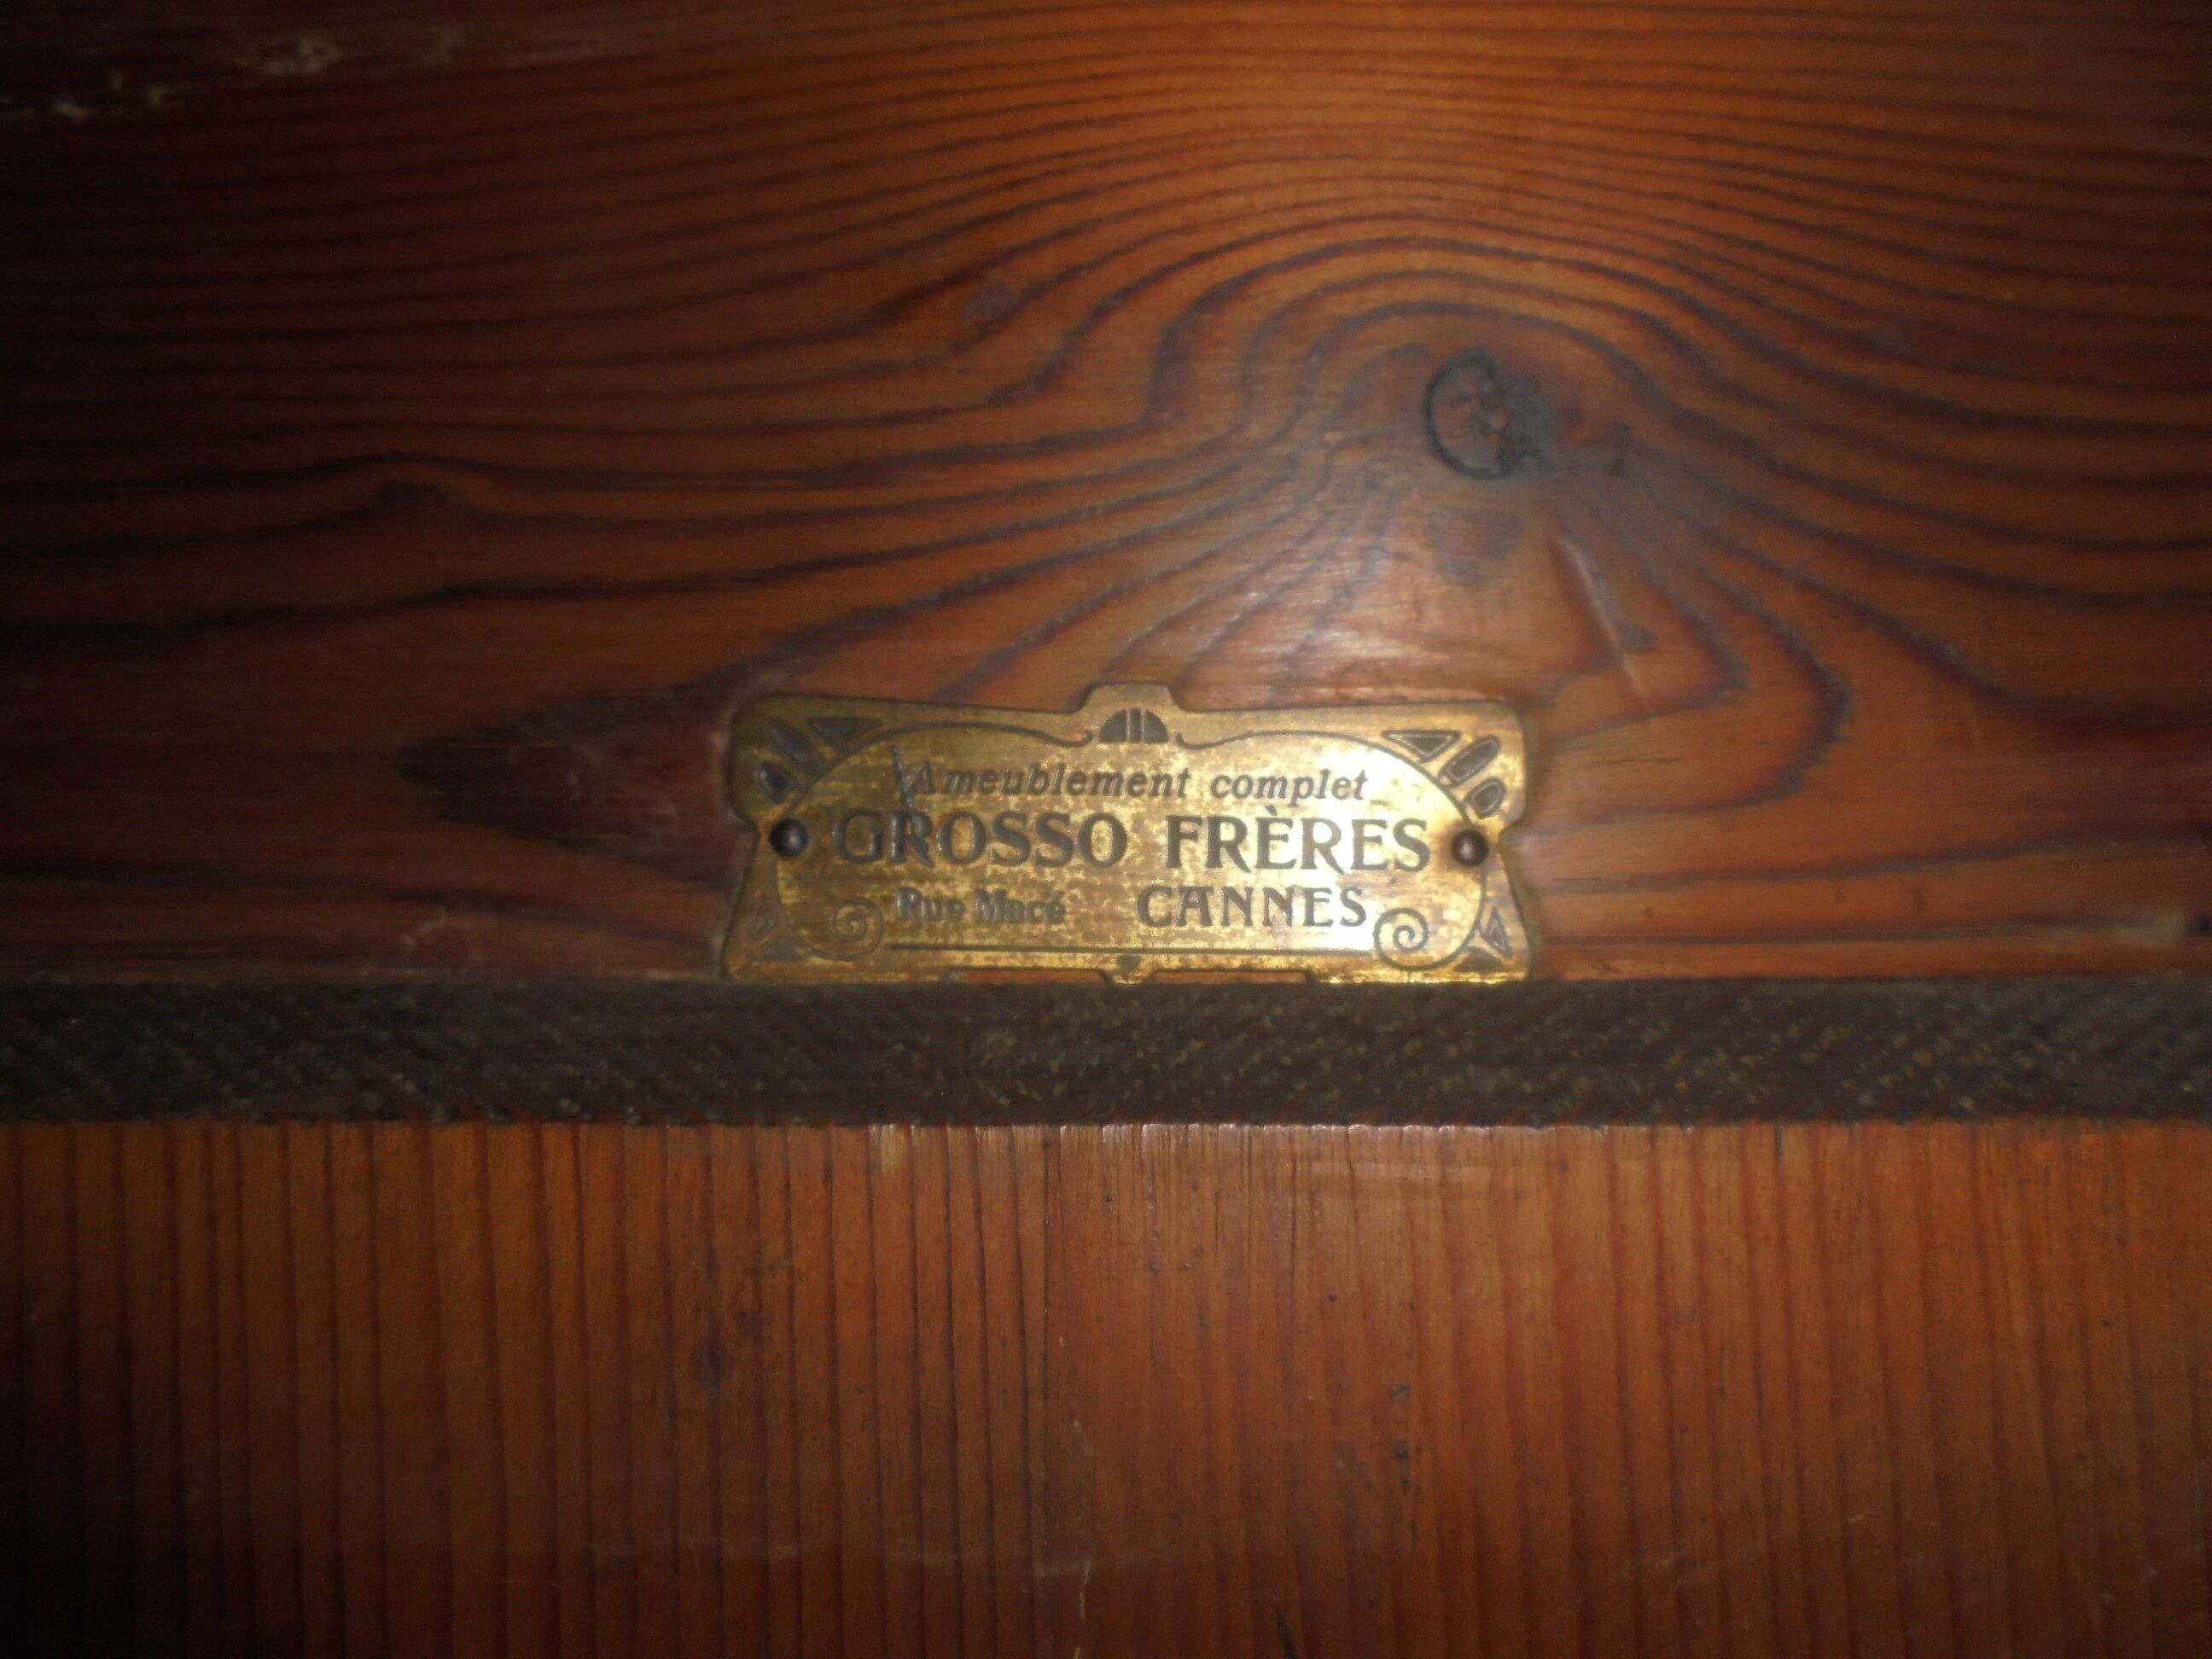 Ameublement complet
GROSSO FRÈRES
Rue Macé CANNES